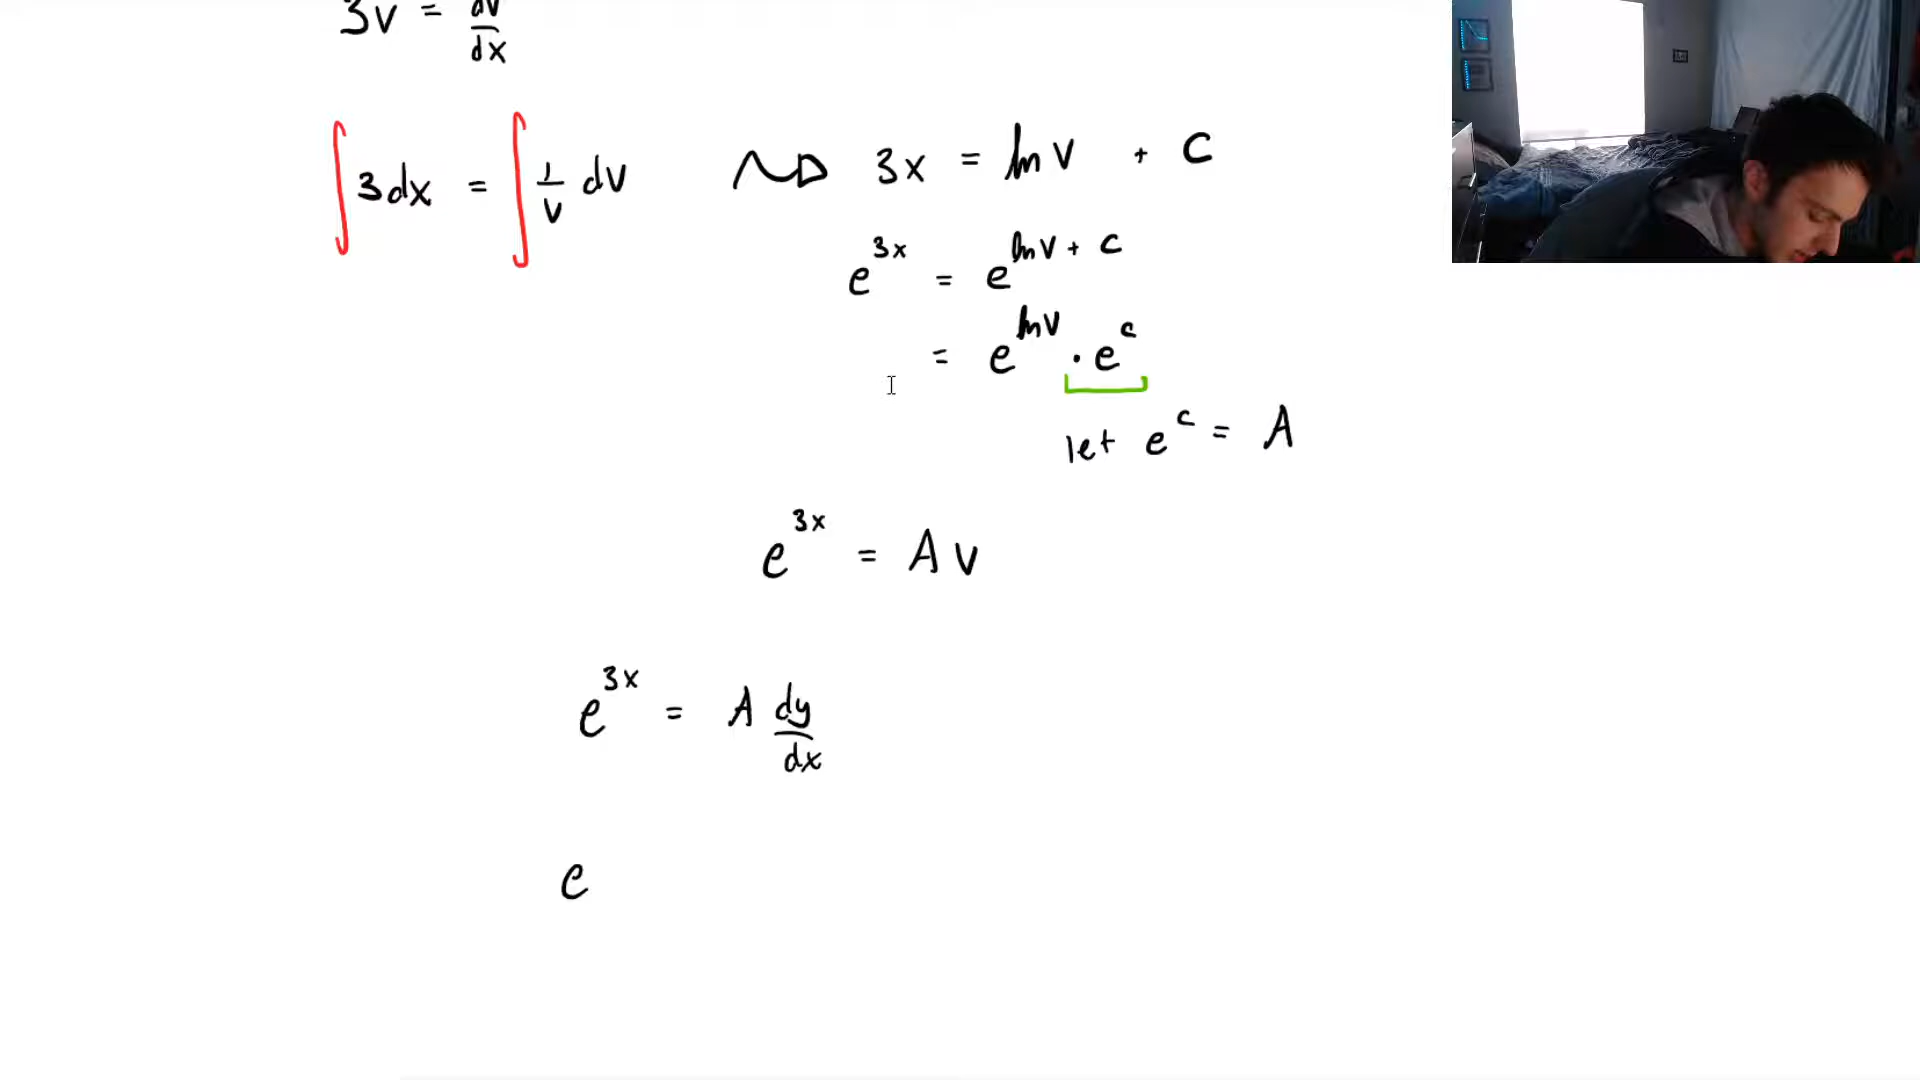 3v = dv/dx
∫ 3dx = ∫ 1/v dv ⇝ 3x = ln v + c
e^{3x} = e^{ln v + c}
= e^{ln v} · e^c
let e^c = A
e^{3x} = A v
e^{3x} = A dy/dx
e